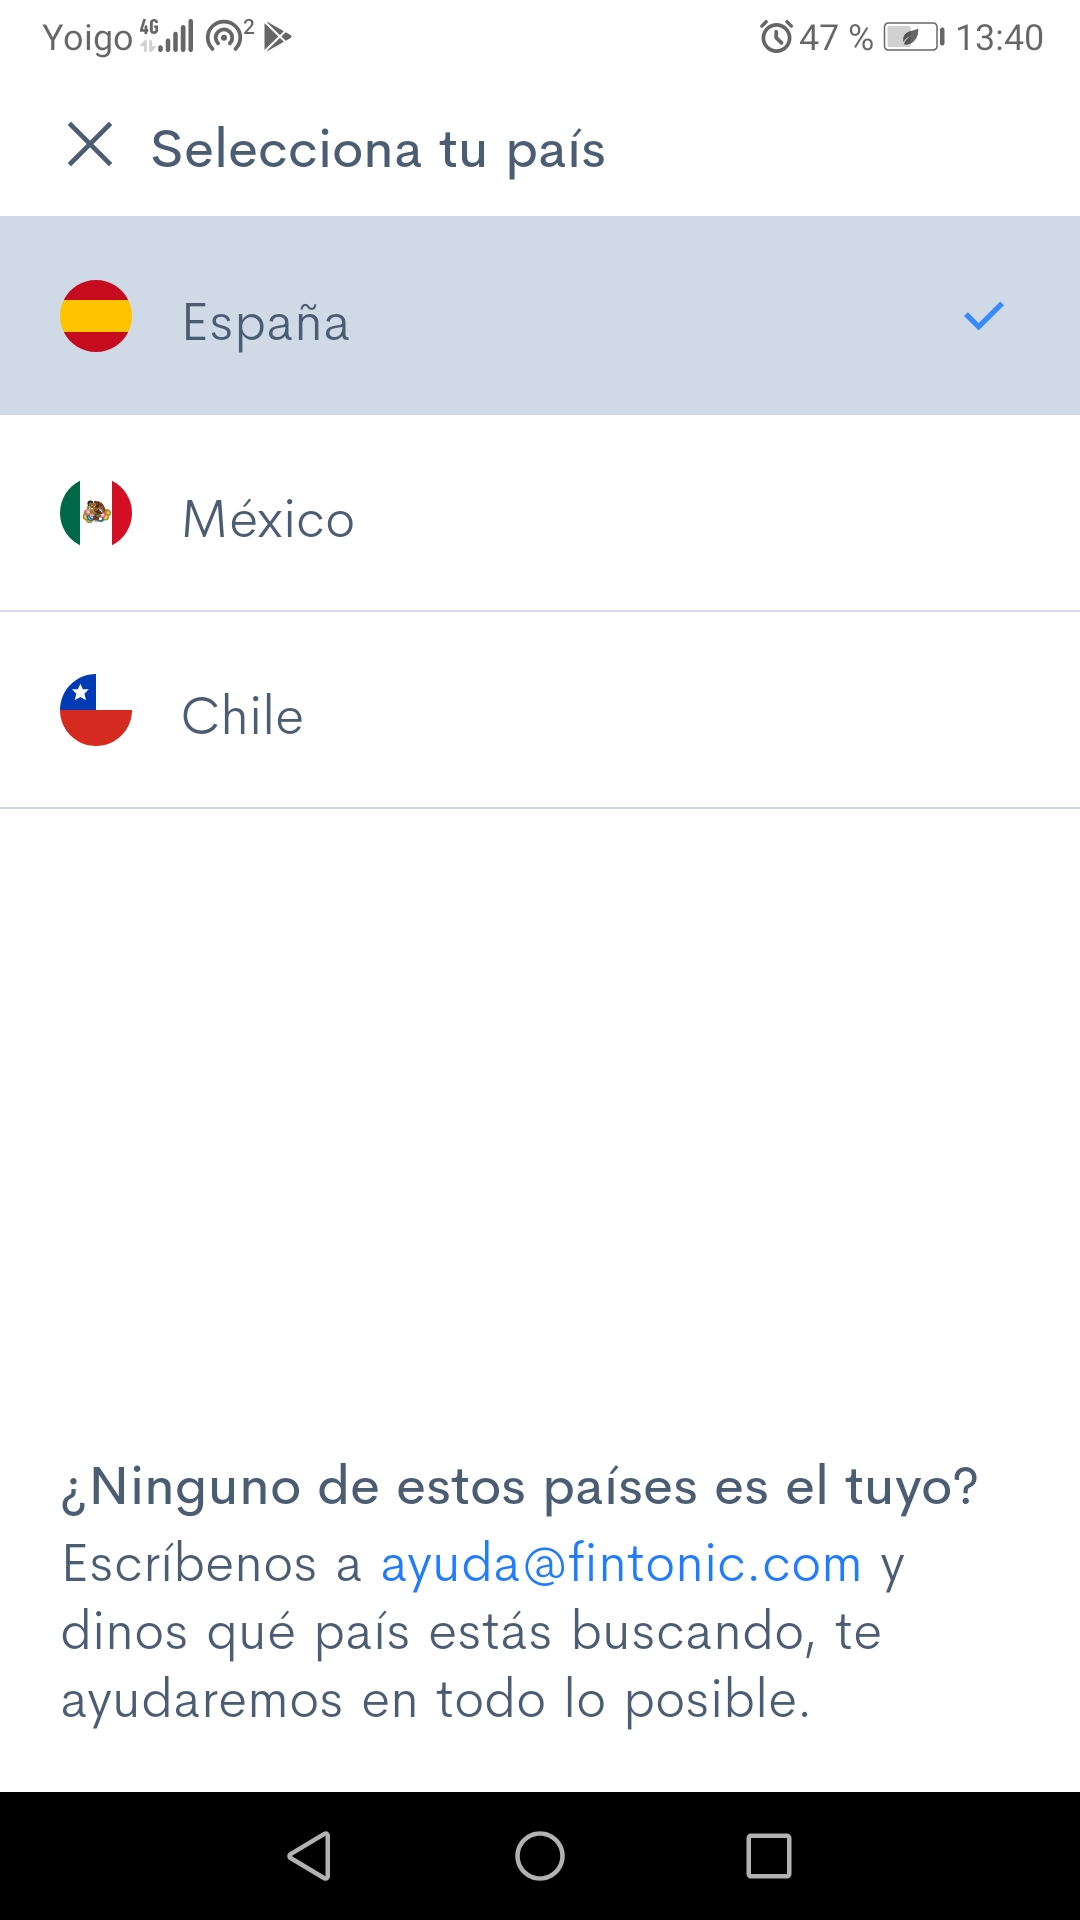 Yoigo 4G 2 47 % 13:40
Selecciona tu país
España
México
Chile
¿Ninguno de estos países es el tuyo?
Escríbenos a ayuda@fintonic.com y
dinos qué país estás buscando, te
ayudaremos en todo lo posible.